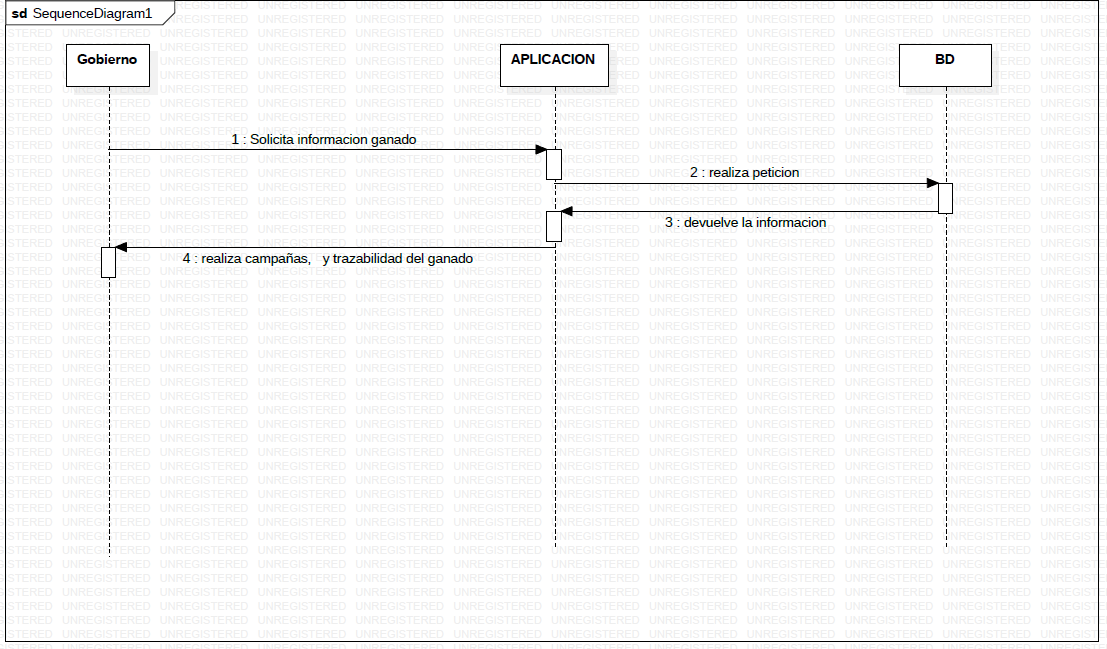 sd SequenceDiagram1
Gobierno
APLICACION
BD
1 : Solicita informacion ganado
2 : realiza peticion
3 : devuelve la informacion
4 : realiza campañas,   y trazabilidad del ganado
UNREGISTERED